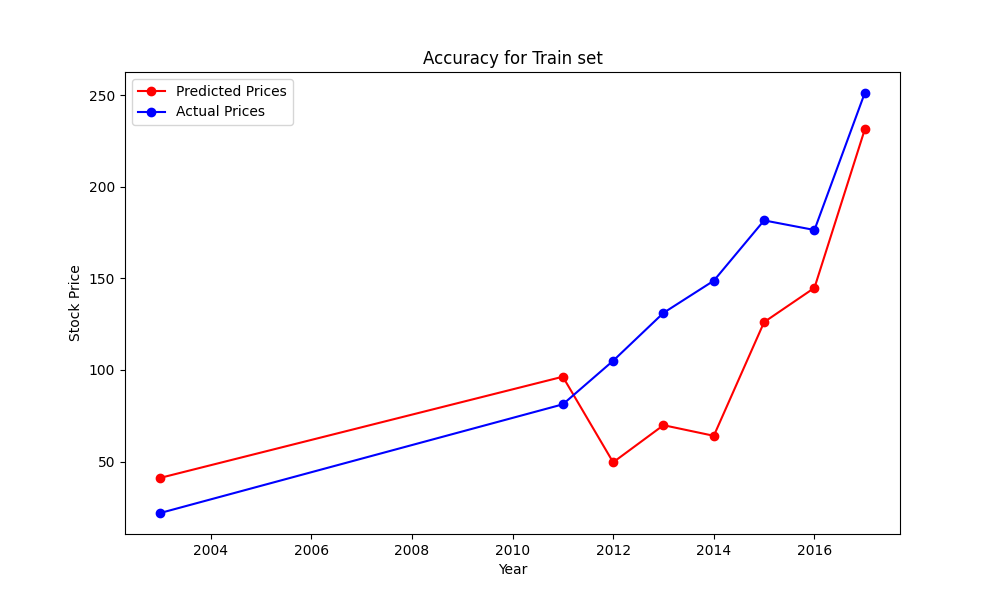 Accuracy for Train set
Predicted Prices
Actual Prices
250
200
150
100
50
Stock Price
2004 2006 2008 2010 2012 2014 2016
Year